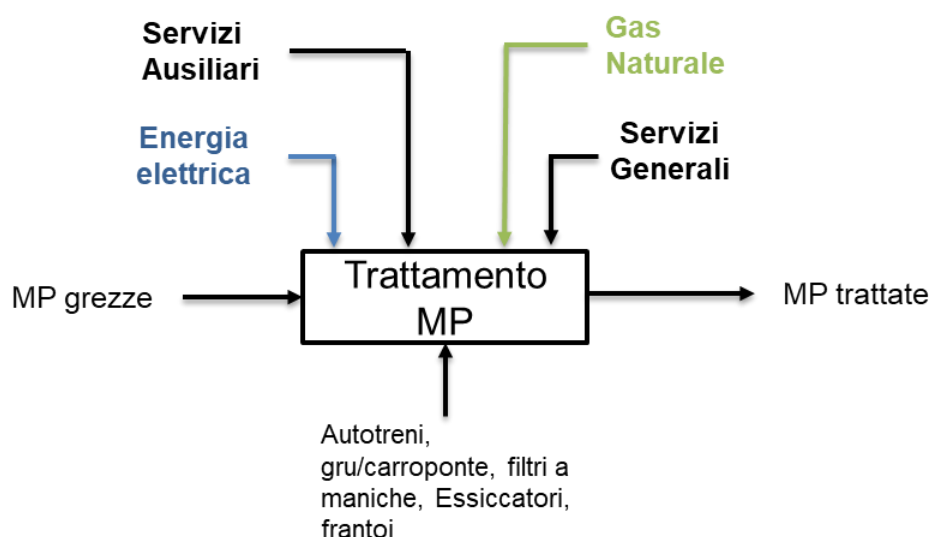 Servizi
Ausiliari
Gas
Naturale
Energia
elettrica
Servizi
Generali
MP grezze
Trattamento
MP
MP trattate
Autotreni,
gru/carroponte, filtri a
maniche, Essiccatori,
frantoi